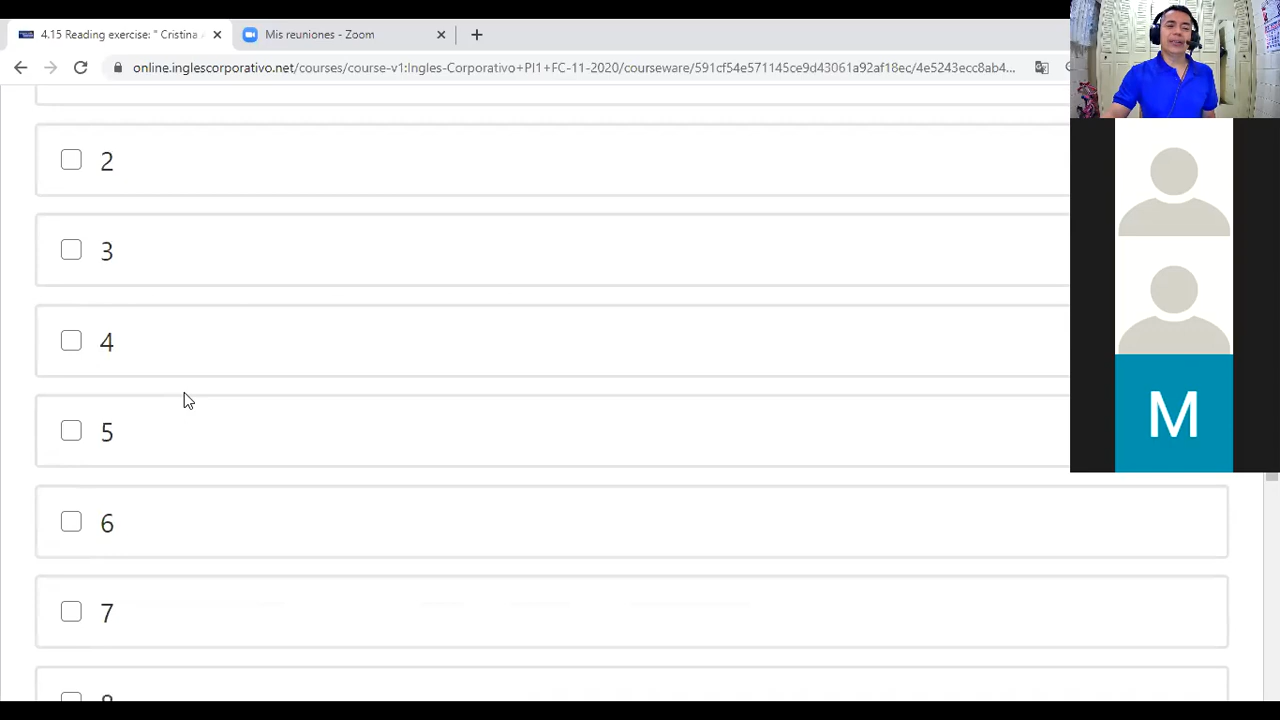 4.15 Reading exercise: " Cristina A
Mis reuniones - Zoom
online.inglescorporativo.net/courses/course-v1:
corporativo+PI1+FC-11-2020/courseware/591cf54e571145ce9d43061a92af18ec/4e5243ecc8ab4...
2
3
4
5
6
7
8
M